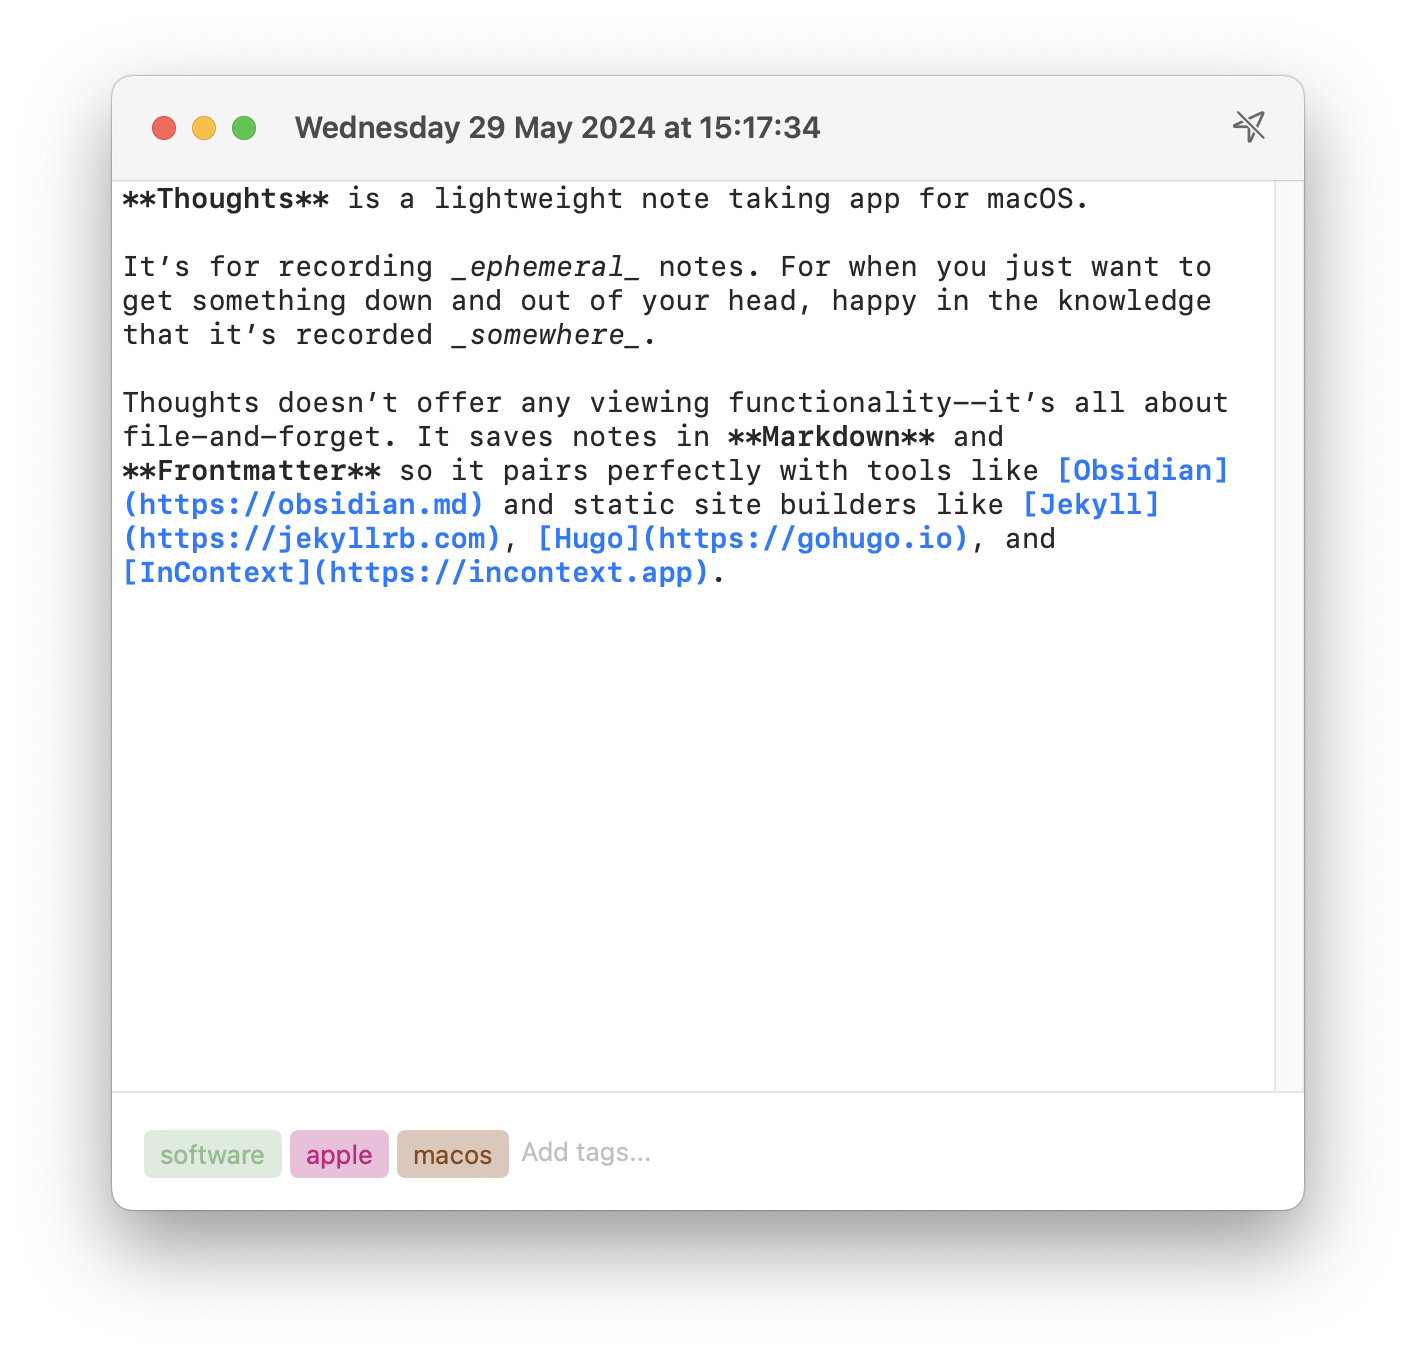 Wednesday 29 May 2024 at 15:17:34
**Thoughts** is a lightweight note taking app for macOS.
It’s for recording _ephemeral_ notes. For when you just want to
get something down and out of your head, happy in the knowledge
that it’s recorded _somewhere_.
Thoughts doesn’t offer any viewing functionality--it’s all about
file-and-forget. It saves notes in **Markdown** and
**Frontmatter** so it pairs perfectly with tools like [Obsidian]
(https://obsidian.md) and static site builders like [Jekyll]
(https://jekyllrb.com), [Hugo](https://gohugo.io), and
[InContext](https://incontext.app).
software apple macos Add tags...